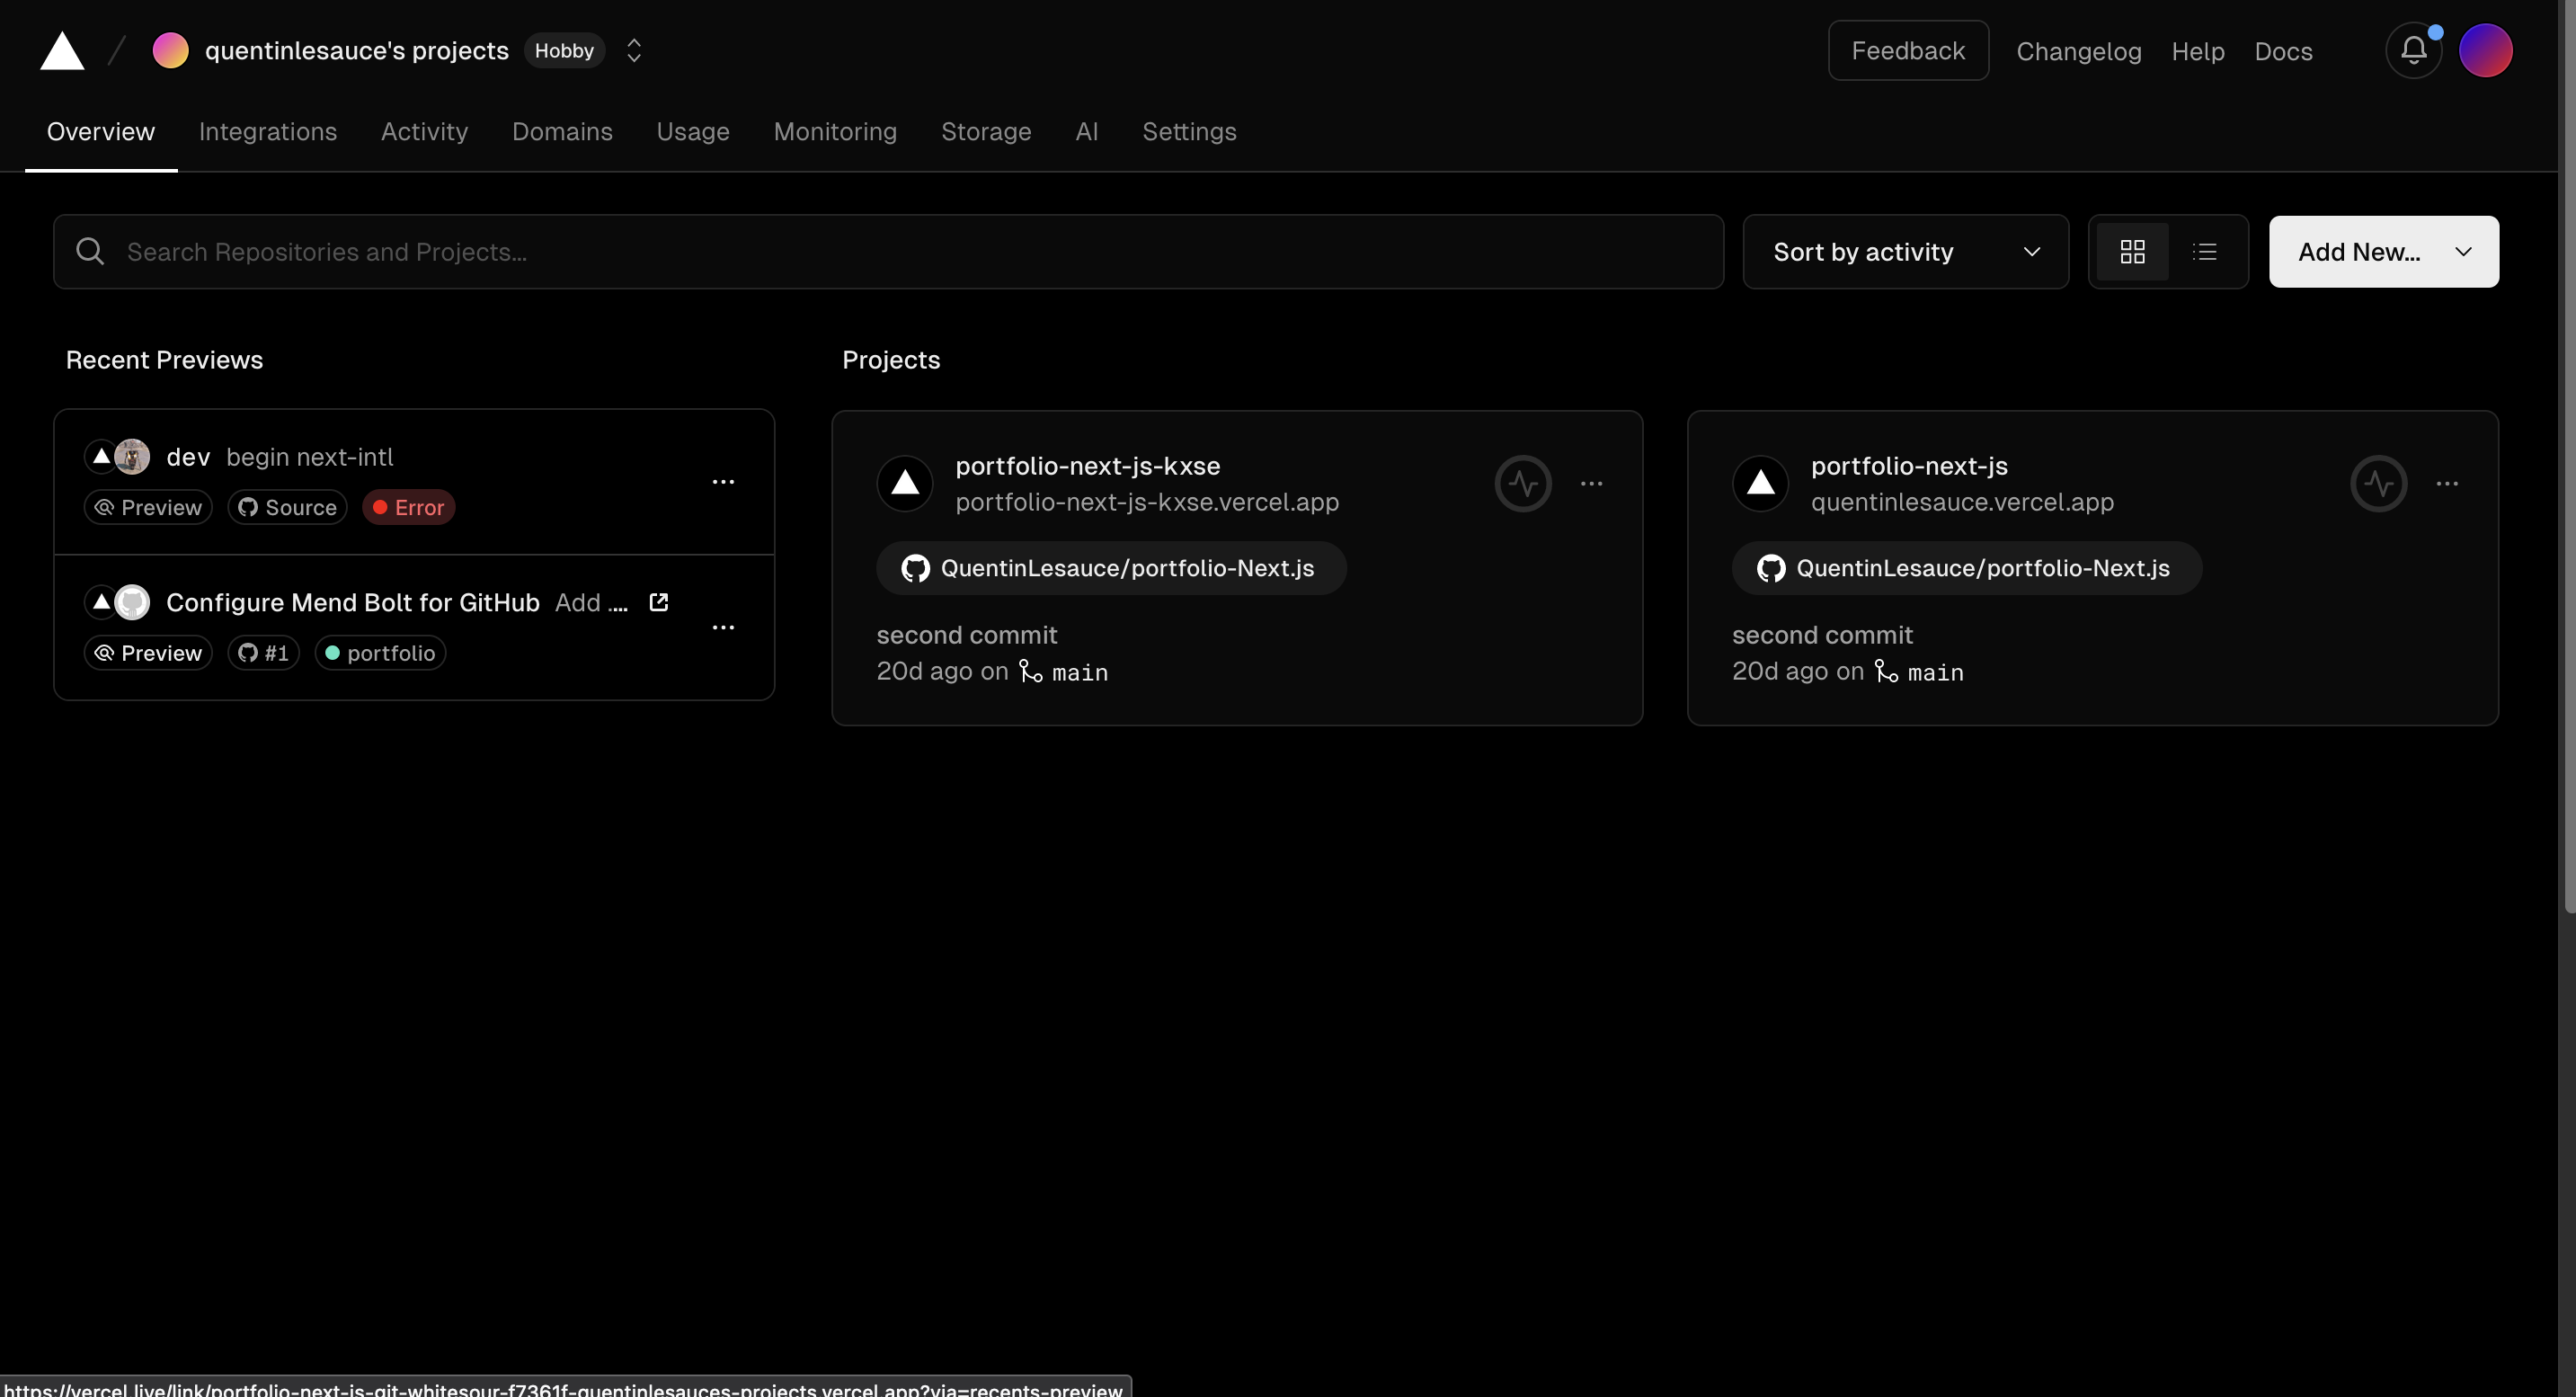 quentinlesauce's projects Hobby
Feedback Changelog Help Docs
Overview Integrations Activity Domains Usage Monitoring Storage AI Settings
Search Repositories and Projects...
Sort by activity
Add New...
Recent Previews
dev begin next-intl
Preview Source Error
Configure Mend Bolt for GitHub Add ....
Preview #1 portfolio
Projects
portfolio-next-js-kxse
portfolio-next-js-kxse.vercel.app
QuentinLesauce/portfolio-Next.js
second commit
20d ago on main
portfolio-next-js
quentinlesauce.vercel.app
QuentinLesauce/portfolio-Next.js
second commit
20d ago on main
https://vercel.live/link/portfolio-next-js-git-whitesour-f7361f-quentinlesauces-projects.vercel.app?via=recents-preview